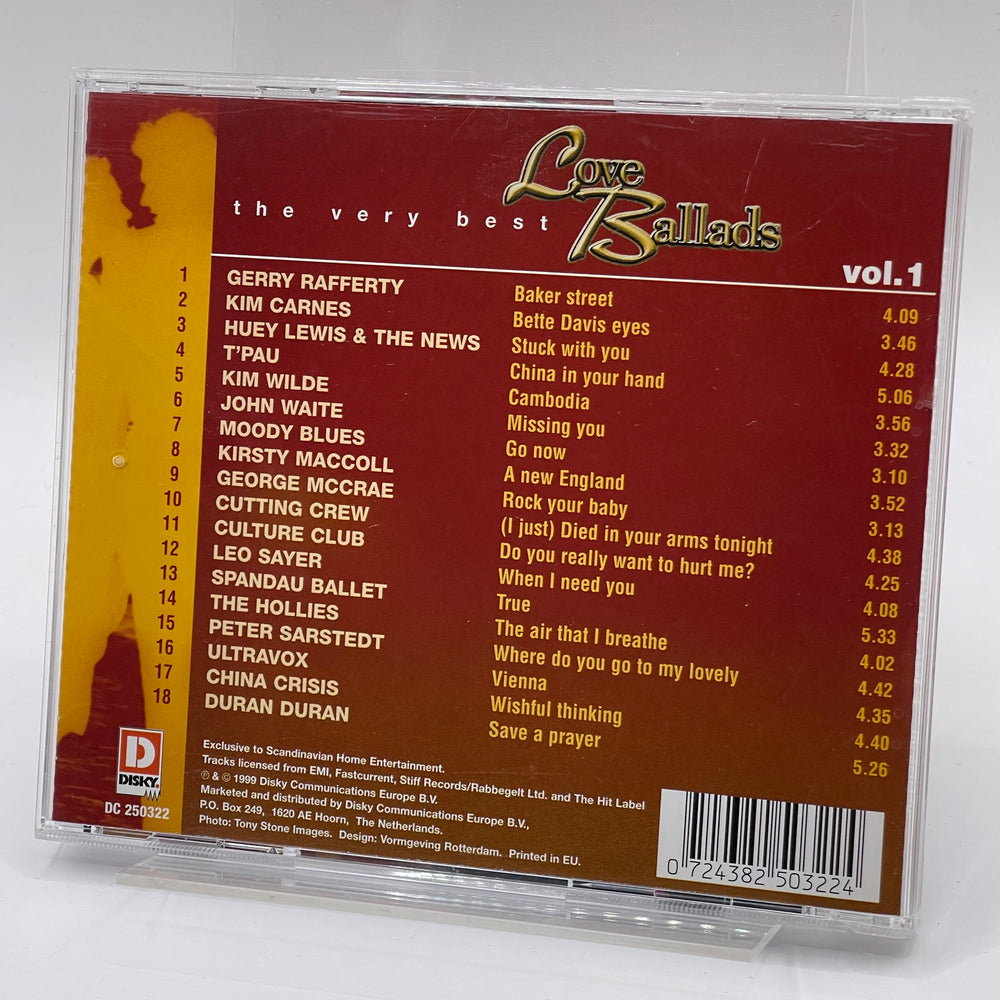 Love
the very best Ballads
vol.1
1 GERRY RAFFERTY Baker street 4.09
2 KIM CARNES Bette Davis eyes 3.46
3 HUEY LEWIS & THE NEWS Stuck with you 4.28
4 T'PAU China in your hand 5.06
5 KIM WILDE Cambodia 3.56
6 JOHN WAITE Missing you 3.32
7 MOODY BLUES Go now 3.10
8 KIRSTY MACCOLL A new England 3.52
9 GEORGE MCCRAE Rock your baby 3.13
10 CUTTING CREW (I just) Died in your arms tonight 4.38
11 CULTURE CLUB Do you really want to hurt me? 4.25
12 LEO SAYER When I need you 4.08
13 SPANDAU BALLET True 5.33
14 THE HOLLIES The air that I breathe 4.02
15 PETER SARSTEDT Where do you go to my lovely 4.42
16 ULTRAVOX Vienna 4.35
17 CHINA CRISIS Wishful thinking 4.40
18 DURAN DURAN Save a prayer 5.26
D
DISKY
DC 250322
Exclusive to Scandinavian Home Entertainment.
Tracks licensed from EMI, Fastcurrent, Stiff Records/Rabbegelt Ltd. and The Hit Label
℗ & © 1999 Disky Communications Europe B.V.
Marketed and distributed by Disky Communications Europe B.V.,
P.O. Box 249, 1620 AE Hoorn, The Netherlands.
Photo: Tony Stone Images. Design: Vormgeving Rotterdam. Printed in EU.
0 724382 503224